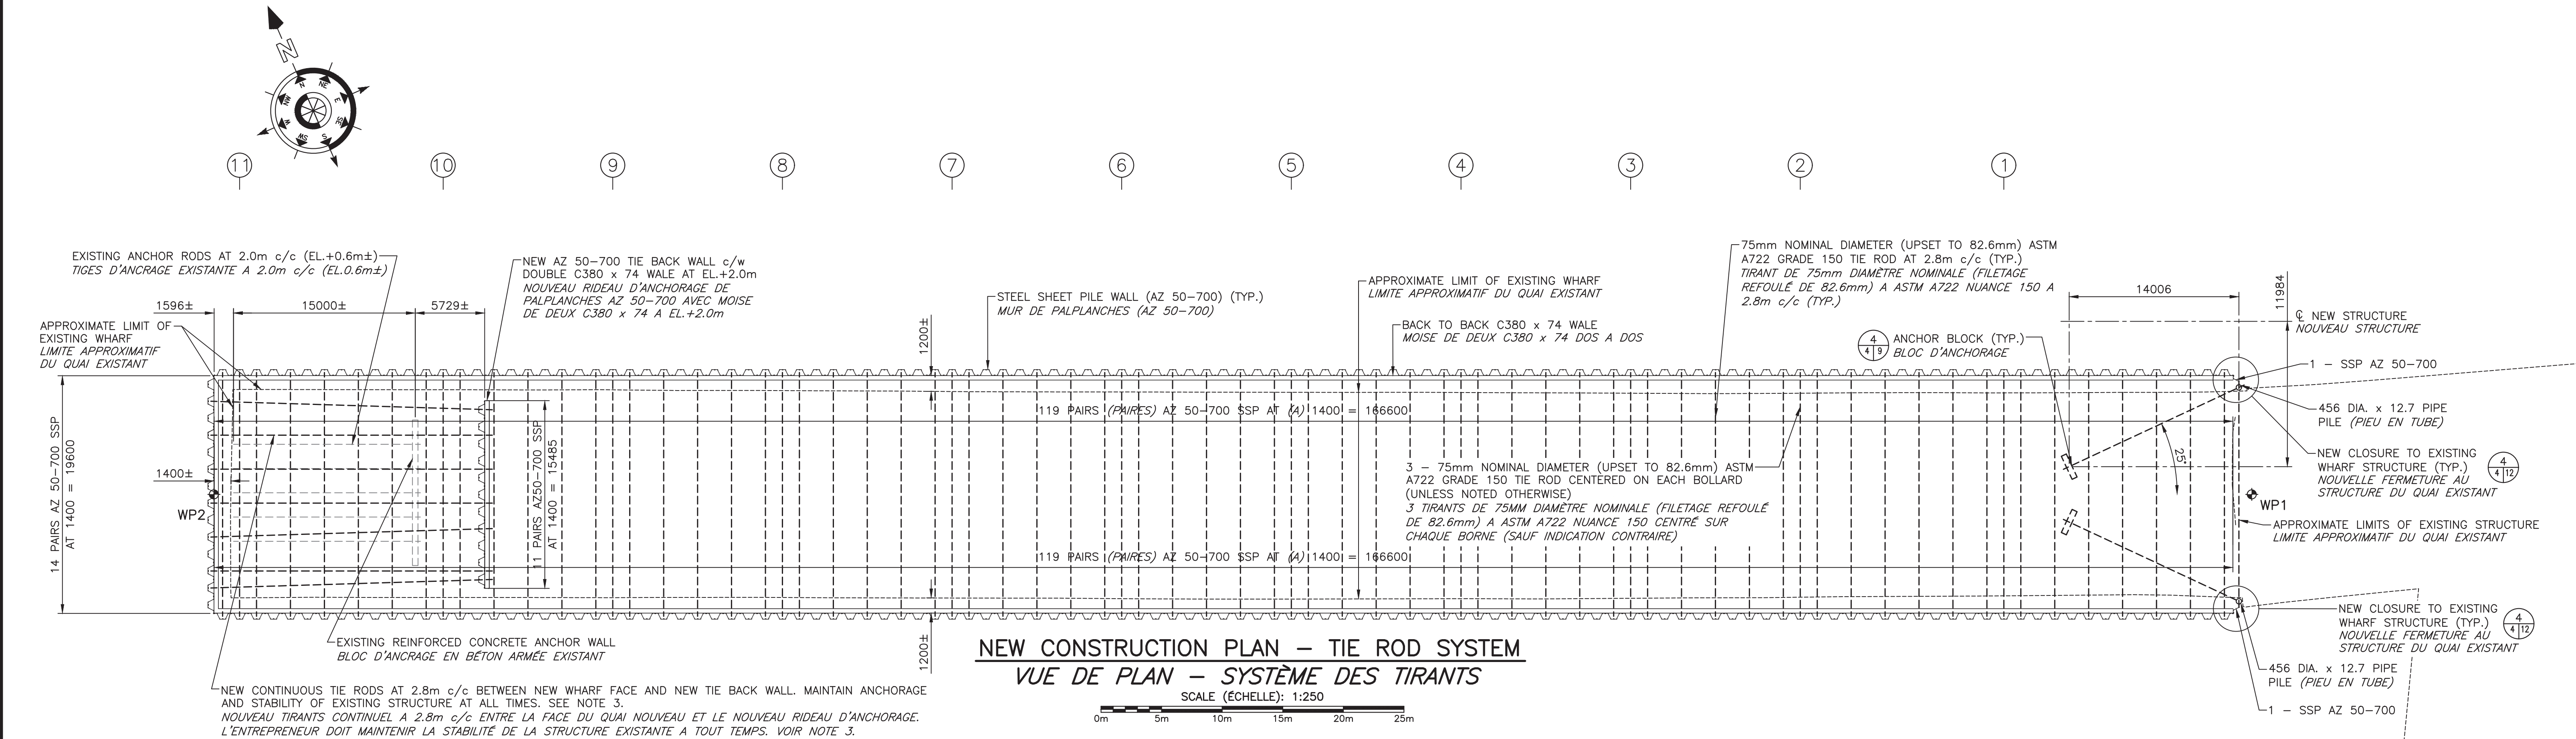 N
N
NE
E
SE
S
SW
W
NW
11
10
9
8
7
6
5
4
3
2
1
EXISTING ANCHOR RODS AT 2.0m c/c (EL.+0.6m±)
TIGES D'ANCRAGE EXISTANTE A 2.0m c/c (EL.0.6m±)
1596±
15000±
5729±
APPROXIMATE LIMIT OF
EXISTING WHARF
LIMITE APPROXIMATIF
DU QUAI EXISTANT
NEW AZ 50-700 TIE BACK WALL c/w
DOUBLE C380 x 74 WALE AT EL.+2.0m
NOUVEAU RIDEAU D'ANCHORAGE DE
PALPLANCHES AZ 50-700 AVEC MOISE
DE DEUX C380 x 74 A EL.+2.0m
1200±
STEEL SHEET PILE WALL (AZ 50-700) (TYP.)
MUR DE PALPLANCHES (AZ 50-700)
APPROXIMATE LIMIT OF EXISTING WHARF
LIMITE APPROXIMATIF DU QUAI EXISTANT
BACK TO BACK C380 x 74 WALE
MOISE DE DEUX C380 x 74 DOS A DOS
75mm NOMINAL DIAMETER (UPSET TO 82.6mm) ASTM
A722 GRADE 150 TIE ROD AT 2.8m c/c (TYP.)
TIRANT DE 75mm DIAMÈTRE NOMINALE (FILETAGE
REFOULÉ DE 82.6mm) A ASTM A722 NUANCE 150 A
2.8m c/c (TYP.)
4
4 9
ANCHOR BLOCK (TYP.)
BLOC D'ANCHORAGE
14006
11984
℄ NEW STRUCTURE
NOUVEAU STRUCTURE
1 - SSP AZ 50-700
456 DIA. x 12.7 PIPE
PILE (PIEU EN TUBE)
NEW CLOSURE TO EXISTING
WHARF STRUCTURE (TYP.)
NOUVELLE FERMETURE AU
STRUCTURE DU QUAI EXISTANT
4
4 12
25°
WP1
APPROXIMATE LIMITS OF EXISTING STRUCTURE
LIMITE APPROXIMATIF DU QUAI EXISTANT
14 PAIRS AZ 50-700 SSP
AT 1400 = 19600
1400±
WP2
11 PAIRS AZ50-700 SSP
AT 1400 = 15485
119 PAIRS (PAIRES) AZ 50-700 SSP AT (A) 1400 = 166600
3 - 75mm NOMINAL DIAMETER (UPSET TO 82.6mm) ASTM
A722 GRADE 150 TIE ROD CENTERED ON EACH BOLLARD
(UNLESS NOTED OTHERWISE)
3 TIRANTS DE 75MM DIAMÈTRE NOMINALE (FILETAGE REFOULÉ
DE 82.6mm) A ASTM A722 NUANCE 150 CENTRÉ SUR
CHAQUE BORNE (SAUF INDICATION CONTRAIRE)
119 PAIRS (PAIRES) AZ 50-700 SSP AT (A) 1400 = 166600
EXISTING REINFORCED CONCRETE ANCHOR WALL
BLOC D'ANCRAGE EN BÉTON ARMÉE EXISTANT
1200±
NEW CLOSURE TO EXISTING
WHARF STRUCTURE (TYP.)
NOUVELLE FERMETURE AU
STRUCTURE DU QUAI EXISTANT
4
4 12
456 DIA. x 12.7 PIPE
PILE (PIEU EN TUBE)
1 - SSP AZ 50-700
NEW CONTINUOUS TIE RODS AT 2.8m c/c BETWEEN NEW WHARF FACE AND NEW TIE BACK WALL. MAINTAIN ANCHORAGE
AND STABILITY OF EXISTING STRUCTURE AT ALL TIMES. SEE NOTE 3.
NOUVEAU TIRANTS CONTINUEL A 2.8m c/c ENTRE LA FACE DU QUAI NOUVEAU ET LE NOUVEAU RIDEAU D'ANCHORAGE.
L'ENTREPRENEUR DOIT MAINTENIR LA STABILITÉ DE LA STRUCTURE EXISTANTE A TOUT TEMPS. VOIR NOTE 3.
NEW CONSTRUCTION PLAN - TIE ROD SYSTEM
VUE DE PLAN - SYSTÈME DES TIRANTS
SCALE (ÉCHELLE): 1:250
0m 5m 10m 15m 20m 25m